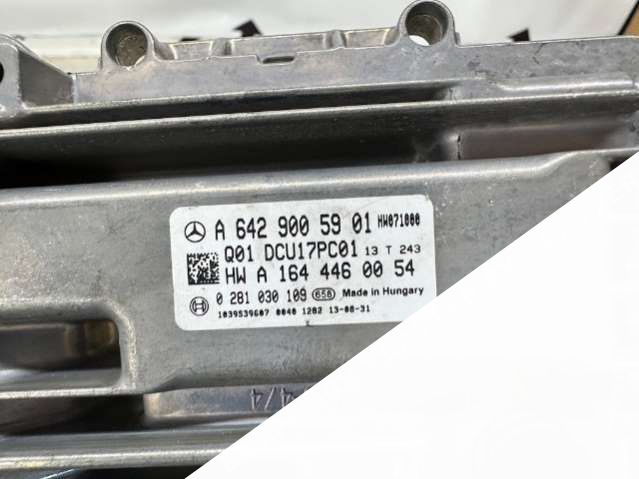 A 642 900 59 01 HW071000
Q01 DCU17PC01 13 T 243
HW A 164 446 00 54
0 281 030 109 658 Made in Hungary
1039S39607 0040 1282 13-08-31